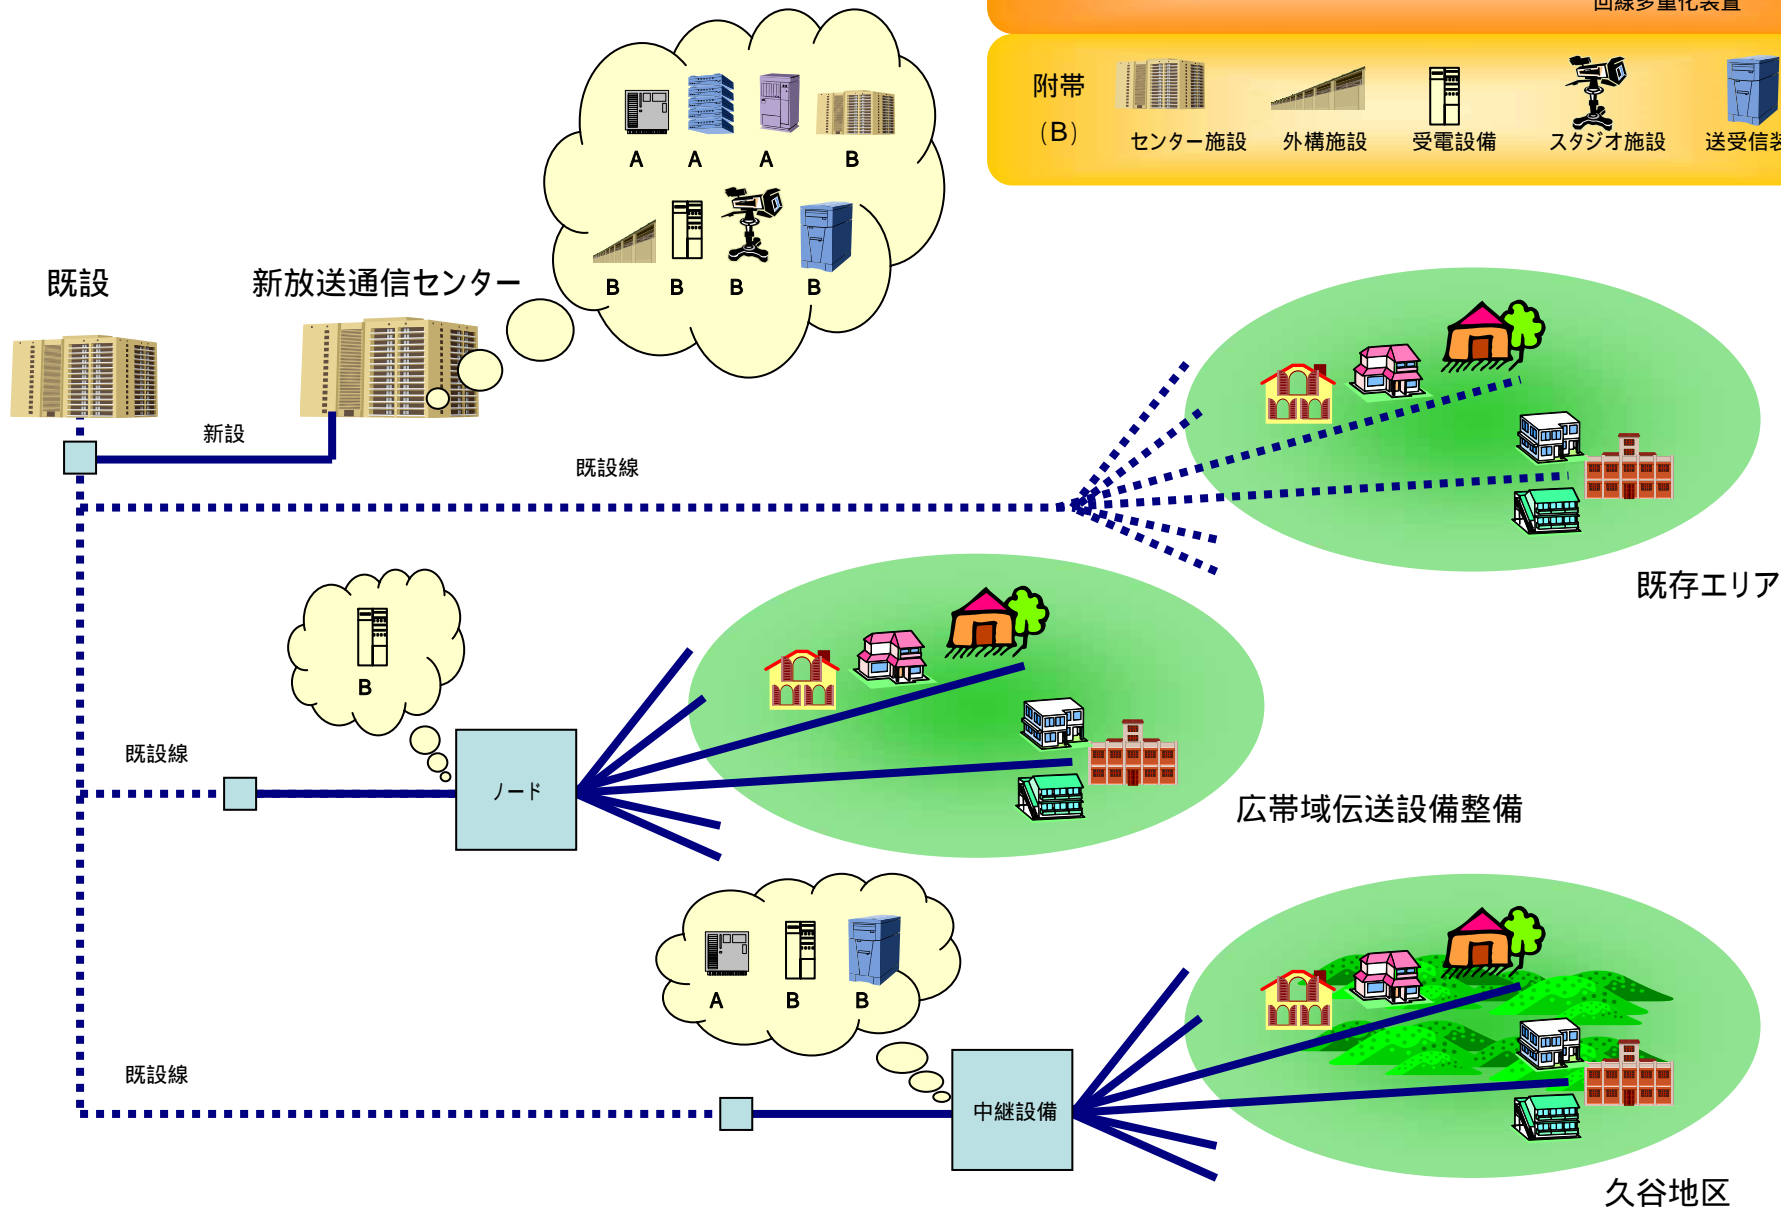 回線多重化装置
附帯
(B)
センター施設
外構施設
受電設備
スタジオ施設
送受信装
A
A
A
B
B
B
B
B
既設
新放送通信センター
新設
既設線
既存エリア
B
既設線
ノード
広帯域伝送設備整備
A
B
B
既設線
中継設備
久谷地区